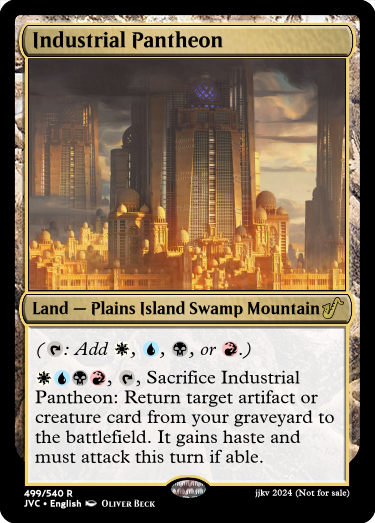 Industrial Pantheon
Land — Plains Island Swamp Mountain
(: Add , , , or .)
, , Sacrifice Industrial
Pantheon: Return target artifact or
creature card from your graveyard to
the battlefield. It gains haste and
must attack this turn if able.
499/540 R
JVC • English Oliver Beck
jjkv 2024 (Not for sale)